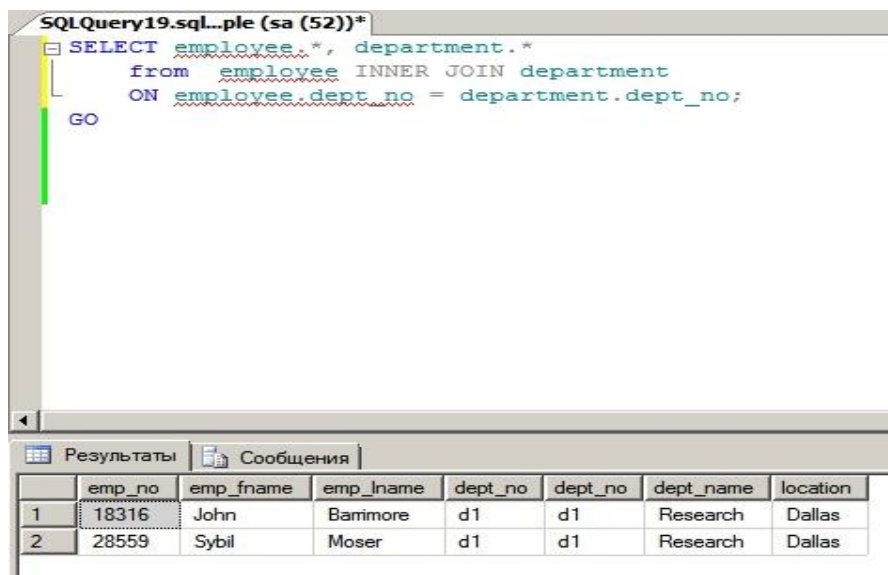 SQLQuery19.sql...ple (sa (52))*
SELECT employee.*, department.*
from employee INNER JOIN department
ON employee.dept_no = department.dept_no;
GO
Результаты Сообщения
emp_no emp_fname emp_lname dept_no dept_no dept_name location
1 18316 John Barrimore d1 d1 Research Dallas
2 28559 Sybil Moser d1 d1 Research Dallas